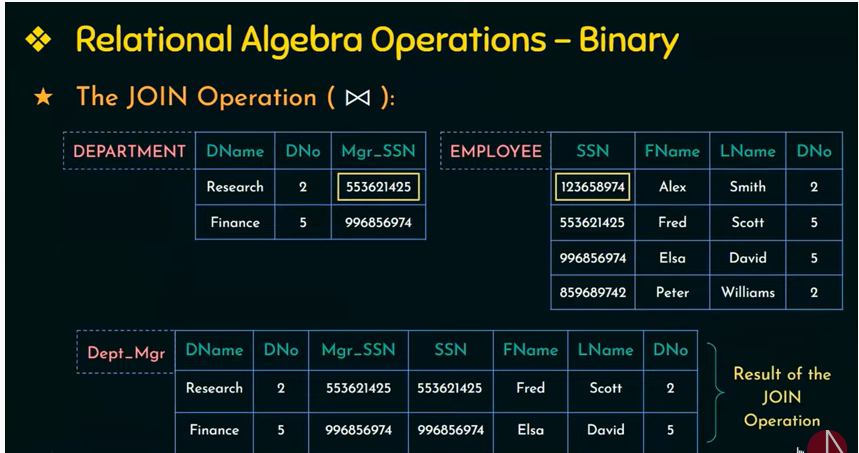 ❖ Relational Algebra Operations – Binary
★ The JOIN Operation ( ⋈ ):
DEPARTMENT DName DNo Mgr_SSN
Research 2 553621425
Finance 5 996856974
EMPLOYEE SSN FName LName DNo
123658974 Alex Smith 2
553621425 Fred Scott 5
996856974 Elsa David 5
859689742 Peter Williams 2
Dept_Mgr DName DNo Mgr_SSN SSN FName LName DNo
Research 2 553621425 553621425 Fred Scott 2
Finance 5 996856974 996856974 Elsa David 5
Result of the
JOIN
Operation